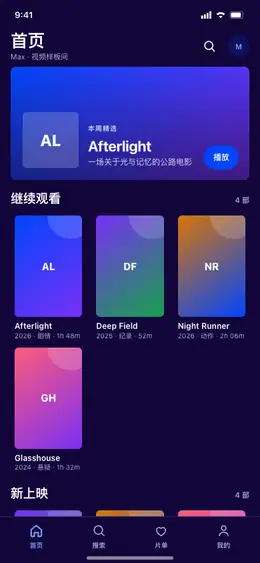 9:41
首页
Max · 视频样板间
M
AL
本周精选
Afterlight
一场关于光与记忆的公路电影
播放
继续观看
4 部
AL
DF
NR
Afterlight
Deep Field
Night Runner
2026 · 剧情 · 1h 48m
2025 · 纪录 · 52m
2026 · 动作 · 2h 06m
GH
Glasshouse
2024 · 悬疑 · 1h 32m
新上映
4 部
首页
搜索
片单
我的